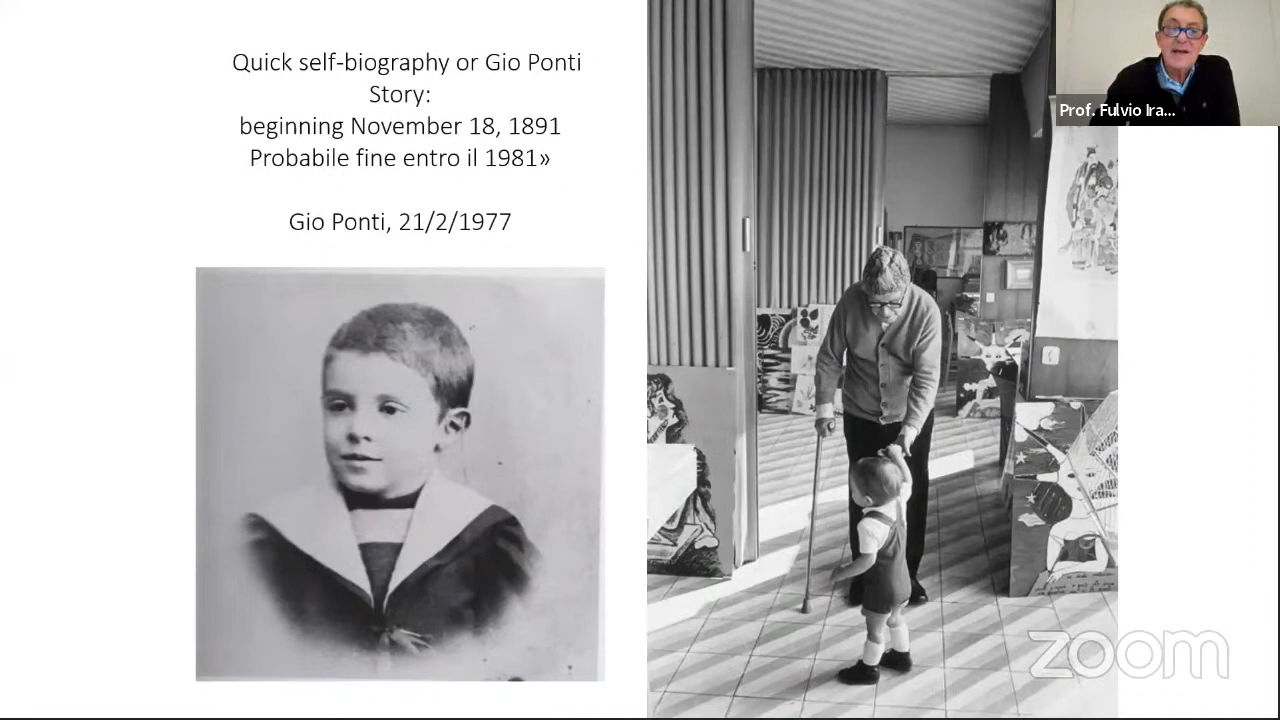 Quick self-biography or Gio Ponti
Story:
beginning November 18, 1891
Probabile fine entro il 1981»
Gio Ponti, 21/2/1977
Prof. Fulvio Ira...
zoom